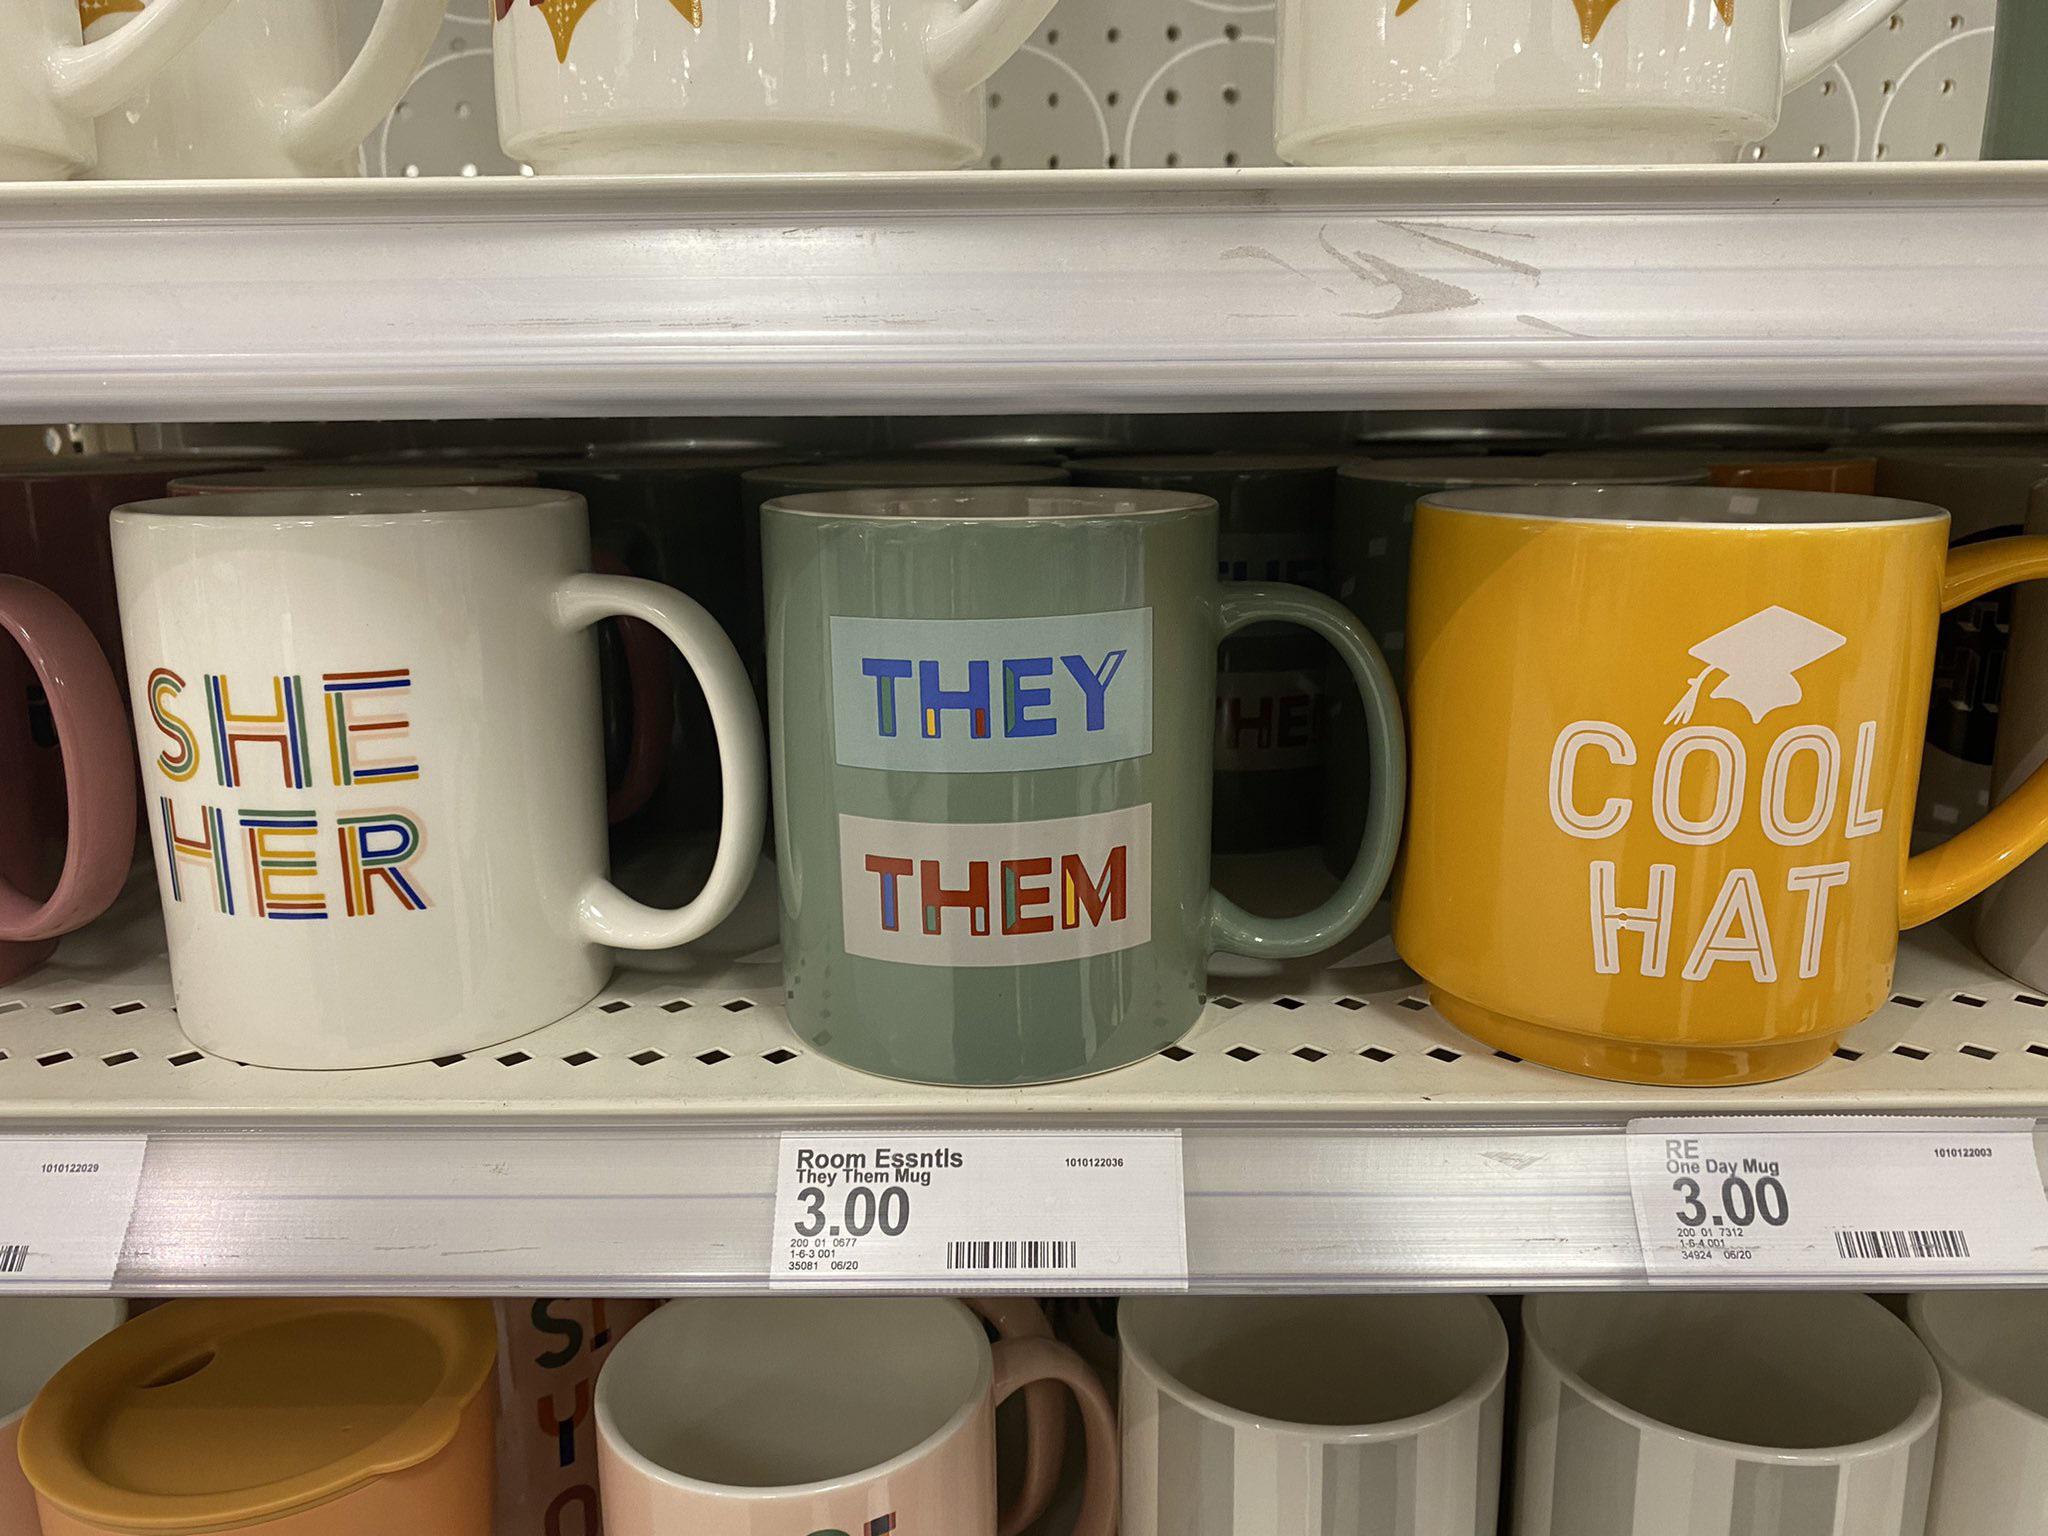 SHE
HER
THEY
THEM
COOL
HAT
1010122029
Room Essntls
1010122036
They Them Mug
3.00
200 01 0677
1-6-3 001
35081 06/20
RE
1010122003
One Day Mug
3.00
200 01 7312
1-6-4 001
34924 06/20